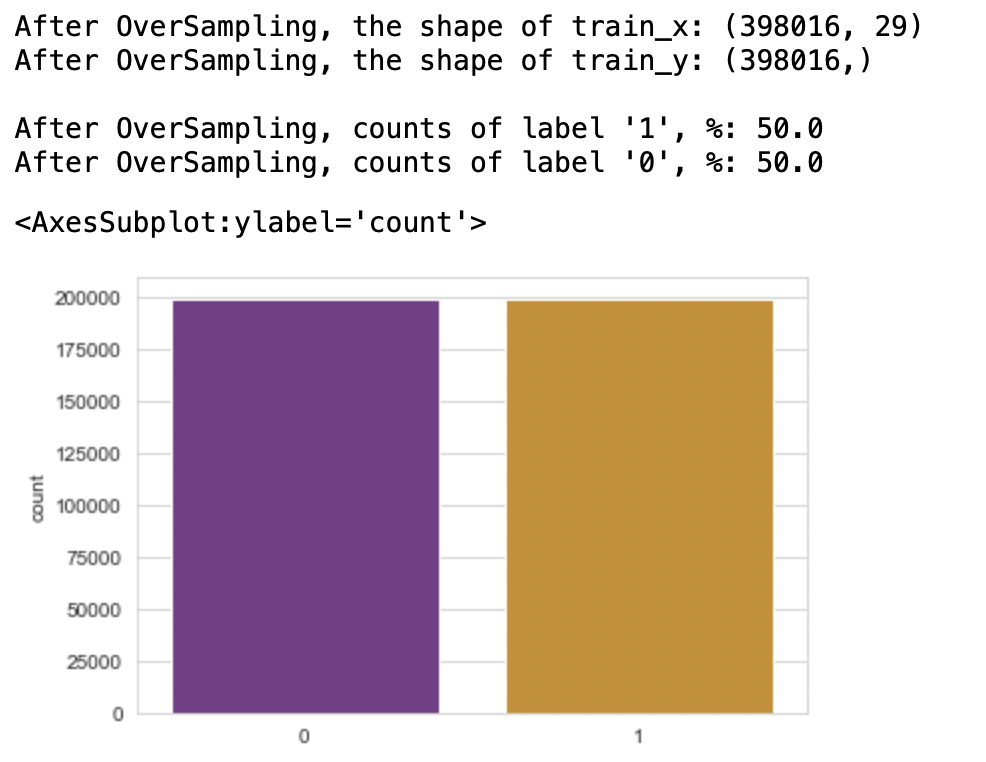 After OverSampling, the shape of train_x: (398016, 29)
After OverSampling, the shape of train_y: (398016,)
After OverSampling, counts of label '1', %: 50.0
After OverSampling, counts of label '0', %: 50.0
<AxesSubplot:ylabel='count'>
200000
175000
150000
125000
100000
75000
50000
25000
0
count
0 1